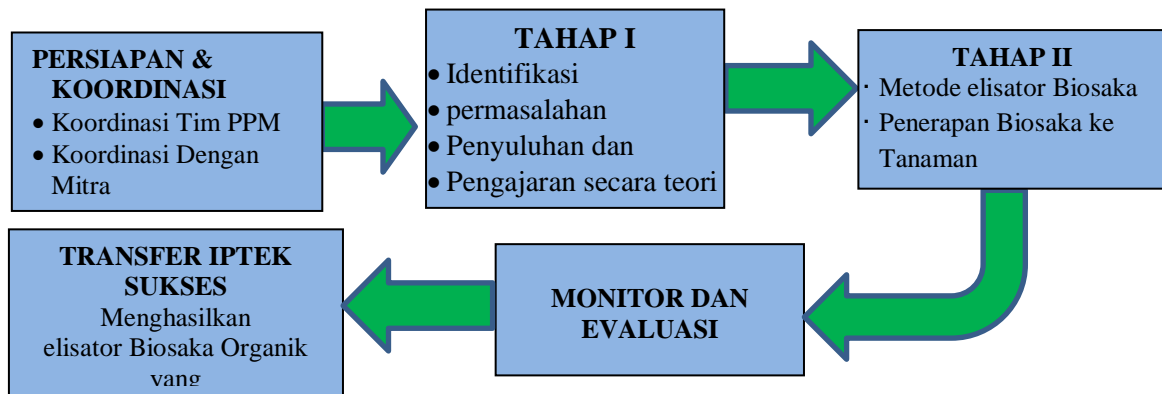 PERSIAPAN &
KOORDINASI
• Koordinasi Tim PPM
• Koordinasi Dengan
Mitra
TAHAP I
• Identifikasi
• permasalahan
• Penyuluhan dan
• Pengajaran secara teori
TAHAP II
· Metode elisator Biosaka
· Penerapan Biosaka ke
Tanaman
TRANSFER IPTEK
SUKSES
Menghasilkan
elisator Biosaka Organik
yang
MONITOR DAN
EVALUASI